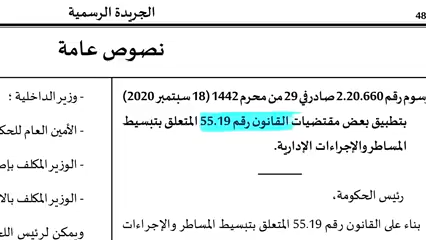 الجريدة الرسمية
48
نصوص عامة
سوم رقم 2.20.660 صادر في 29 من محرم 1442 (18 سبتمبر 2020)
بتطبيق بعض مقتضيات القانون رقم 55.19 المتعلق بتبسيط
المساطر والإجراءات الإدارية.
رئيس الحكومة،
بناء على القانون رقم 55.19 المتعلق بتبسيط المساطر والإجراءات
- وزير الداخلية ؛
- الأمين العام للحك
- الوزير المكلف بإص
- الوزير المكلف بالا
ويمكن لرئيس اللج